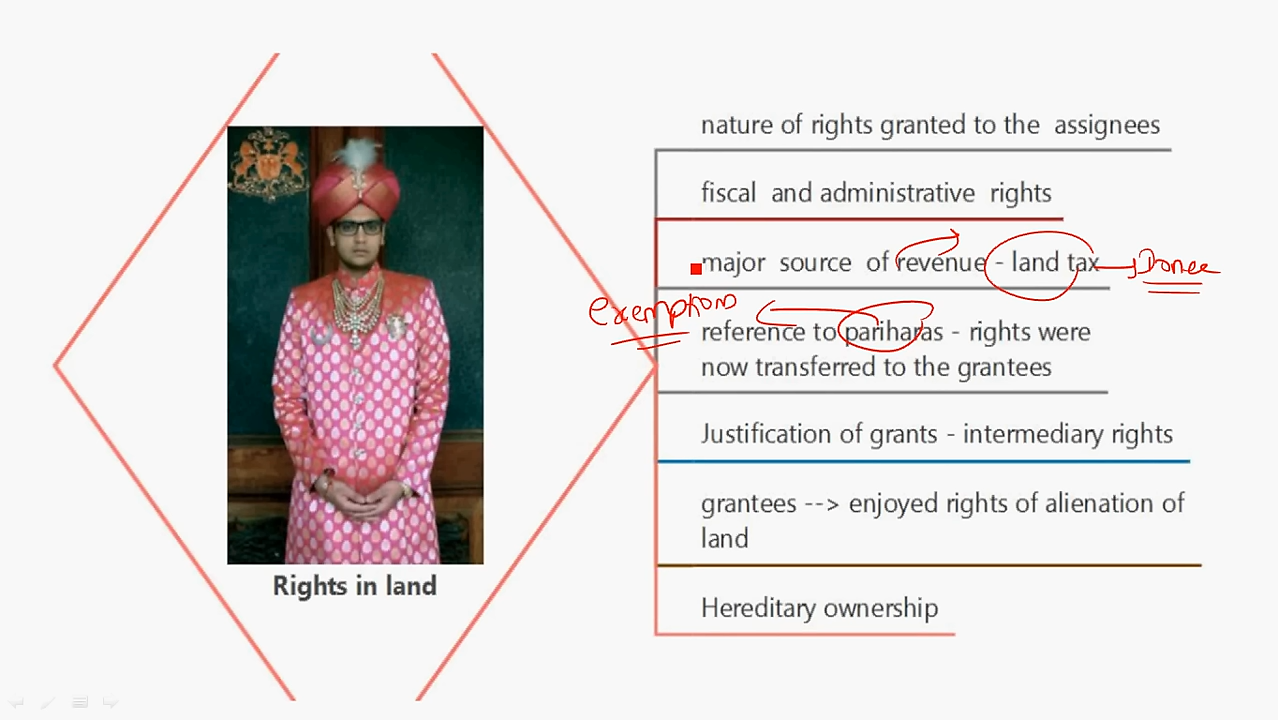 nature of rights granted to the  assignees
fiscal  and administrative  rights
major  source  of revenue - land tax
Donee
exemptions
reference to pariharas - rights were
now transferred to the grantees
Justification of grants - intermediary rights
grantees --> enjoyed rights of alienation of
land
Hereditary ownership
Rights in land